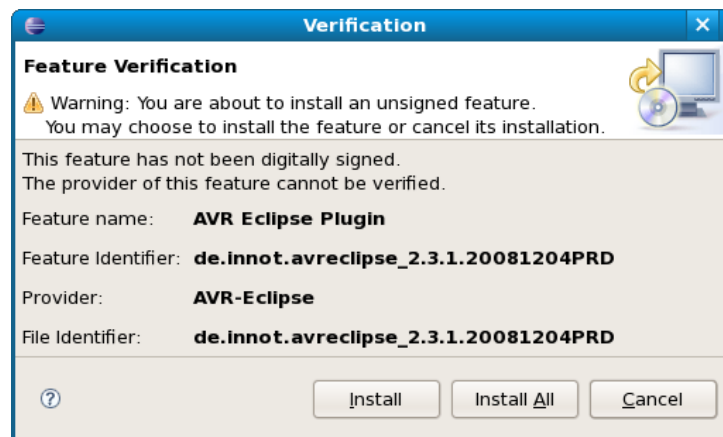 Verification
Feature Verification
Warning: You are about to install an unsigned feature.
You may choose to install the feature or cancel its installation.
This feature has not been digitally signed.
The provider of this feature cannot be verified.
Feature name: AVR Eclipse Plugin
Feature Identifier: de.innot.avreclipse_2.3.1.20081204PRD
Provider: AVR-Eclipse
File Identifier: de.innot.avreclipse_2.3.1.20081204PRD
Install Install All Cancel